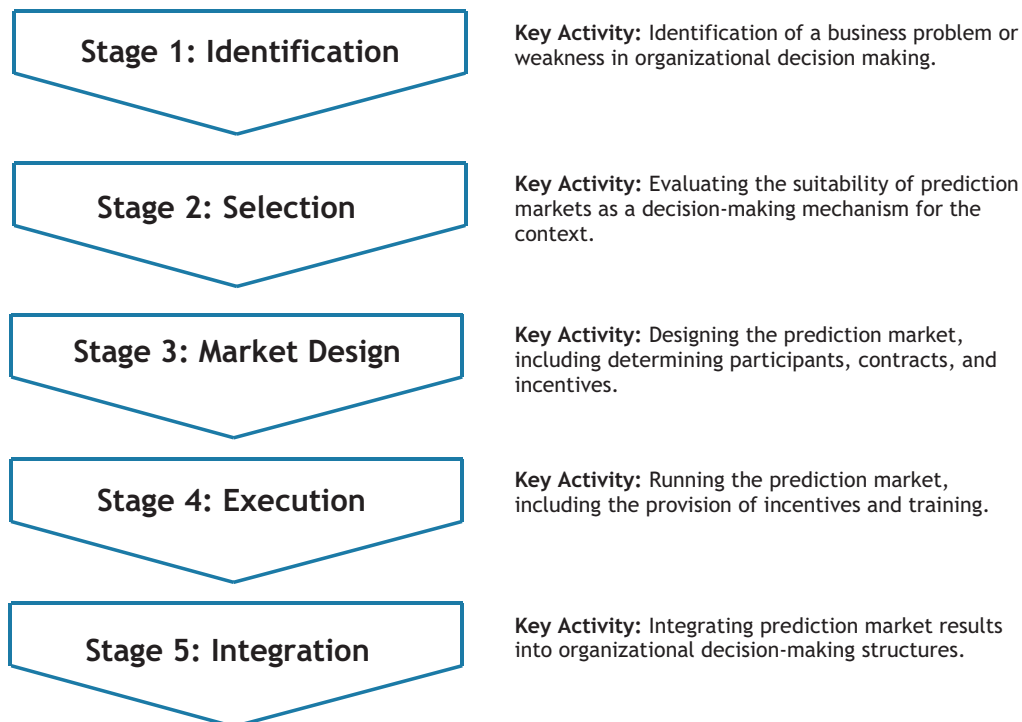 Stage 1: Identification
Key Activity: Identification of a business problem or
weakness in organizational decision making.
Stage 2: Selection
Key Activity: Evaluating the suitability of prediction
markets as a decision-making mechanism for the
context.
Stage 3: Market Design
Key Activity: Designing the prediction market,
including determining participants, contracts, and
incentives.
Stage 4: Execution
Key Activity: Running the prediction market,
including the provision of incentives and training.
Stage 5: Integration
Key Activity: Integrating prediction market results
into organizational decision-making structures.